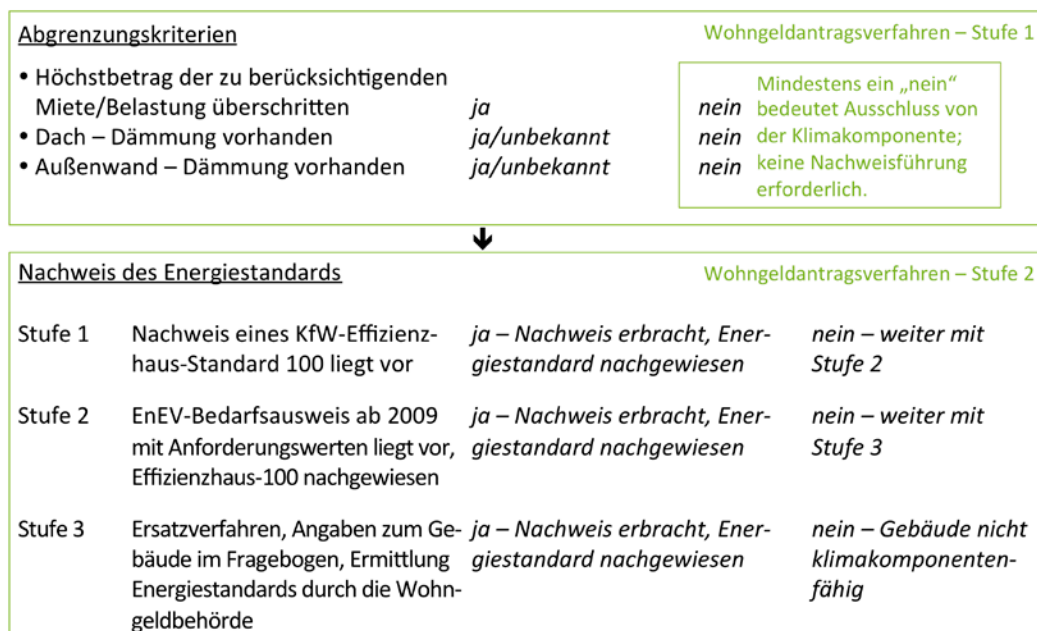 Abgrenzungskriterien Wohngeldantragsverfahren – Stufe 1
• Höchstbetrag der zu berücksichtigenden
Miete/Belastung überschritten ja nein
• Dach – Dämmung vorhanden ja/unbekannt nein
• Außenwand – Dämmung vorhanden ja/unbekannt nein
Mindestens ein „nein“
bedeutet Ausschluss von
der Klimakomponente;
keine Nachweisführung
erforderlich.
Nachweis des Energiestandards Wohngeldantragsverfahren – Stufe 2
Stufe 1 Nachweis eines KfW-Effizienz- ja – Nachweis erbracht, Ener- nein – weiter mit
haus-Standard 100 liegt vor giestandard nachgewiesen Stufe 2
Stufe 2 EnEV-Bedarfsausweis ab 2009 ja – Nachweis erbracht, Ener- nein – weiter mit
mit Anforderungswerten liegt vor, giestandard nachgewiesen Stufe 3
Effizienzhaus-100 nachgewiesen
Stufe 3 Ersatzverfahren, Angaben zum Ge- ja – Nachweis erbracht, Ener- nein – Gebäude nicht
bäude im Fragebogen, Ermittlung giestandard nachgewiesen klimakomponenten-
Energiestandards durch die Wohn- fähig
geldbehörde